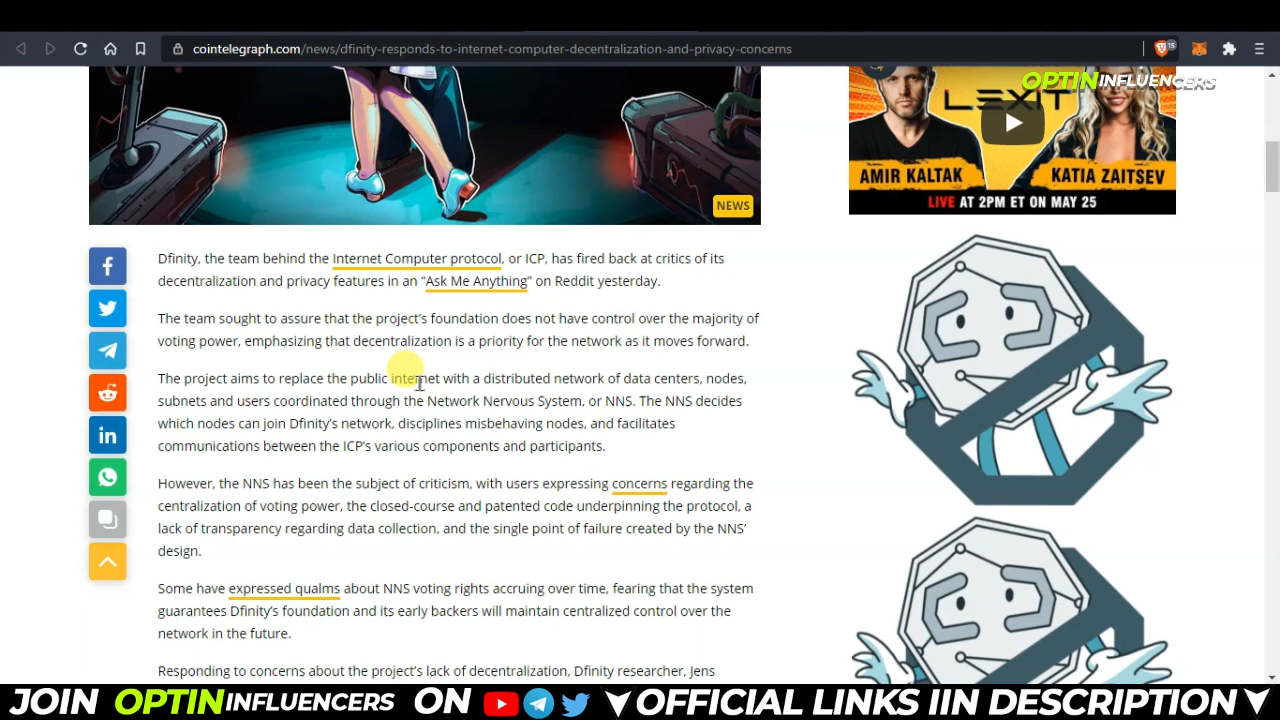 cointelegraph.com/news/dfinity-responds-to-internet-computer-decentralization-and-privacy-concerns
15
OPTIN INFLUENCERS
LEXIT
AMIR KALTAK
KATIA ZAITSEV
LIVE AT 2PM ET ON MAY 25
NEWS
Dfinity, the team behind the Internet Computer protocol, or ICP, has fired back at critics of its
decentralization and privacy features in an “Ask Me Anything” on Reddit yesterday.
The team sought to assure that the project’s foundation does not have control over the majority of
voting power, emphasizing that decentralization is a priority for the network as it moves forward.
The project aims to replace the public internet with a distributed network of data centers, nodes,
subnets and users coordinated through the Network Nervous System, or NNS. The NNS decides
which nodes can join Dfinity’s network, disciplines misbehaving nodes, and facilitates
communications between the ICP’s various components and participants.
However, the NNS has been the subject of criticism, with users expressing concerns regarding the
centralization of voting power, the closed-course and patented code underpinning the protocol, a
lack of transparency regarding data collection, and the single point of failure created by the NNS’
design.
Some have expressed qualms about NNS voting rights accruing over time, fearing that the system
guarantees Dfinity’s foundation and its early backers will maintain centralized control over the
network in the future.
Responding to concerns about the project’s lack of decentralization, Dfinity researcher, Jens
JOIN OPTIN INFLUENCERS ON OFFICIAL LINKS IIN DESCRIPTION